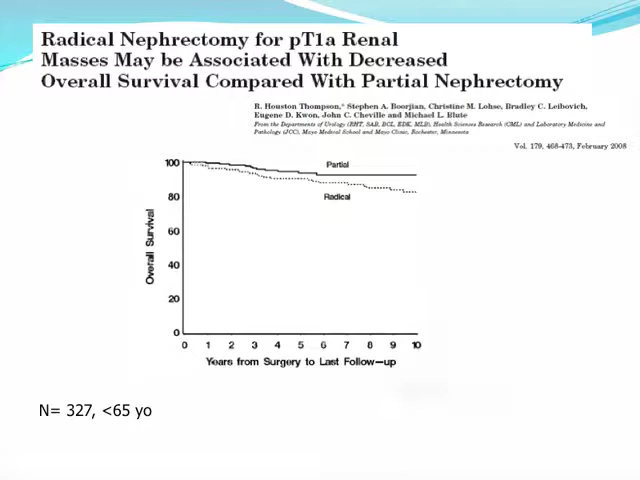 Radical Nephrectomy for pT1a Renal
Masses May be Associated With Decreased
Overall Survival Compared With Partial Nephrectomy
R. Houston Thompson,* Stephen A. Boorjian, Christine M. Lohse, Bradley C. Leibovich,
Eugene D. Kwon, John C. Cheville and Michael L. Blute
From the Departments of Urology (RHT, SAB, BCL, EDK, MLB), Health Sciences Research (CML) and Laboratory Medicine and
Pathology (JCC), Mayo Medical School and Mayo Clinic, Rochester, Minnesota
Vol. 179, 468-473, February 2008
100
80
60
40
20
0
Overall Survival
Partial
Radical
0 1 2 3 4 5 6 7 8 9 10
Years from Surgery to Last Follow-up
N= 327, <65 yo